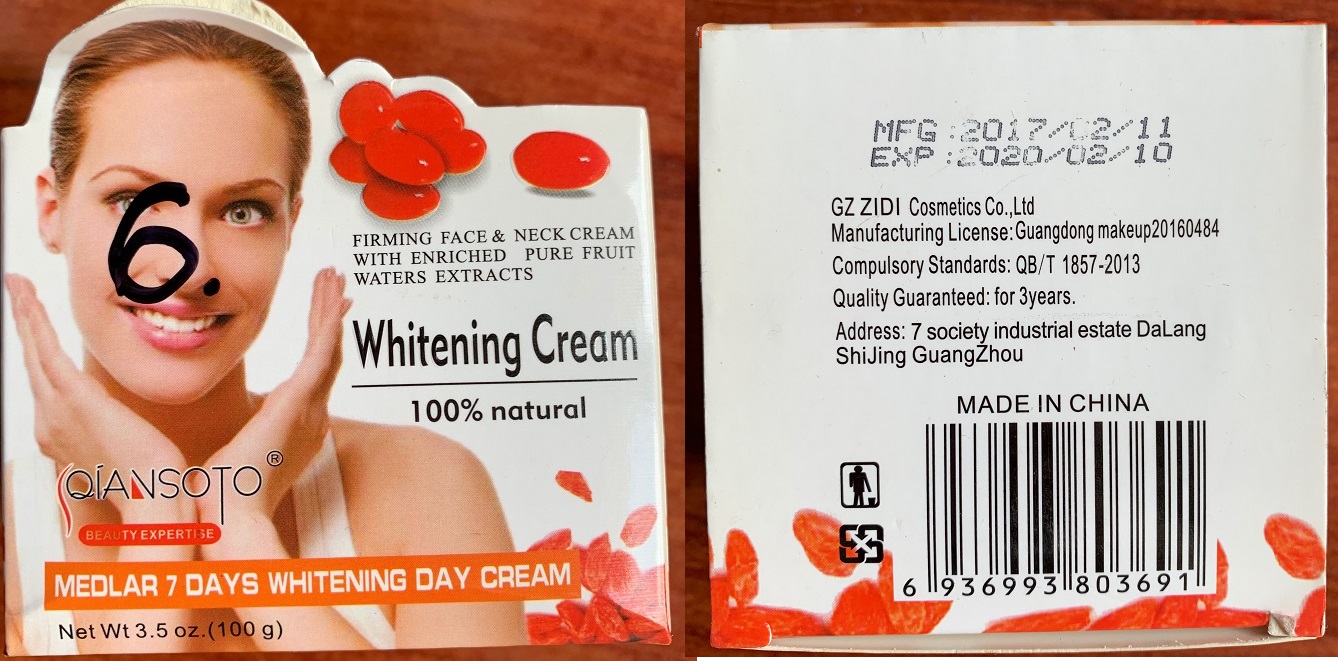 6.
FIRMING FACE & NECK CREAM
WITH ENRICHED PURE FRUIT
WATERS EXTRACTS
Whitening Cream
100% natural
QÍANSOTO®
BEAUTY EXPERTISE
MEDLAR 7 DAYS WHITENING DAY CREAM
Net Wt 3.5 oz.(100 g)
MFG :2017/02/11
EXP :2020/02/10
GZ ZIDI Cosmetics Co.,Ltd
Manufacturing License: Guangdong makeup20160484
Compulsory Standards: QB/T 1857-2013
Quality Guaranteed: for 3years.
Address: 7 society industrial estate DaLang
ShiJing GuangZhou
MADE IN CHINA
6 936993 803691